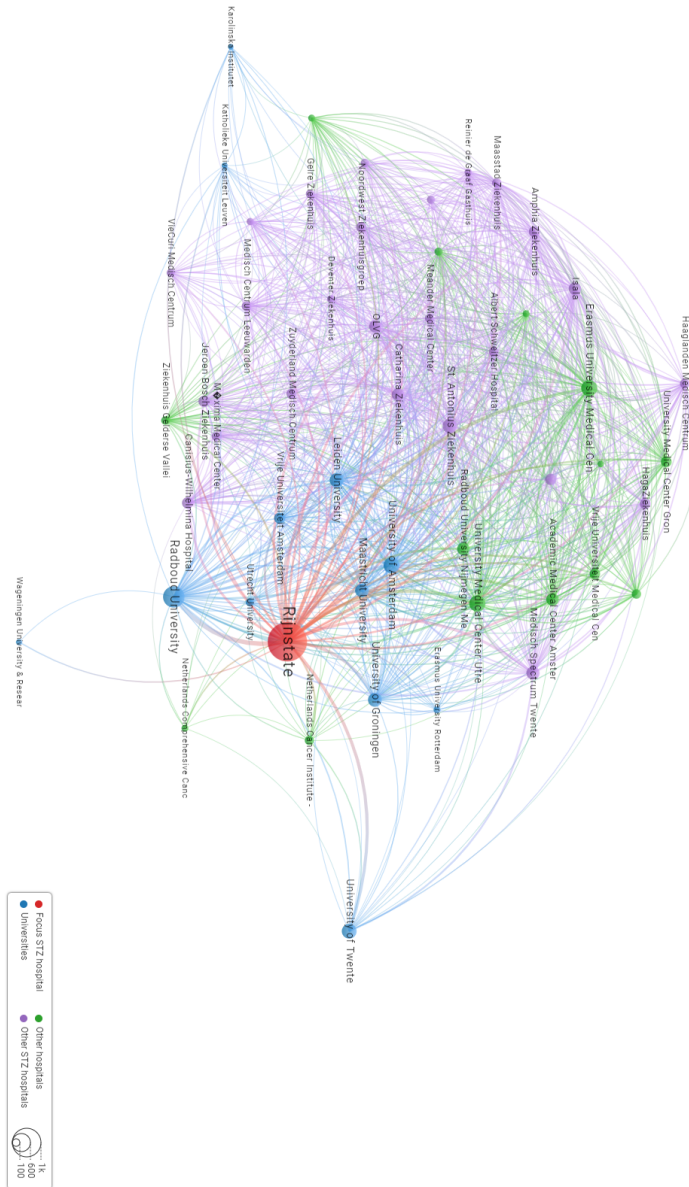 Karolinska Institutet
Katholieke Universiteit Leuven
VieCuri Medisch Centrum
Gelre Ziekenhuis
Noordwest Ziekenhuisgroep
Reinier de Graaf Gasthuis
Maasstad Ziekenhuis
Amphia Ziekenhuis
Isala
Erasmus University Medical Cen
Haaglanden Medisch Centrum
University Medical Center Gron
HagaZiekenhuis
Medisch Centrum Leeuwarden
Deventer Ziekenhuis
OLVG
Meander Medical Center
Albert Schweitzer Hospital
Zuyderland Medisch Centrum
Catharina Ziekenhuis
St. Antonius Ziekenhuis
Jeroen Bosch Ziekenhuis
M�xima Medical Center
Ziekenhuis Gelderse Vallei
Canisius-Wilhelmina Hospital
Vrije Universiteit Amsterdam
Leiden University
University of Amsterdam
Radboud University Nijmegen Me
University Medical Center Utre
Academic Medical Center Amster
Vrije Universiteit Medical Cen
Radboud University
Utrecht University
Rijnstate
Maastricht University
University of Groningen
Erasmus University Rotterdam
Medisch Spectrum Twente
Wageningen University & Resear
Netherlands Comprehensive Canc
Netherlands Cancer Institute -
University of Twente
Focus STZ hospital
Other hospitals
Universities
Other STZ hospitals
1k
600
100